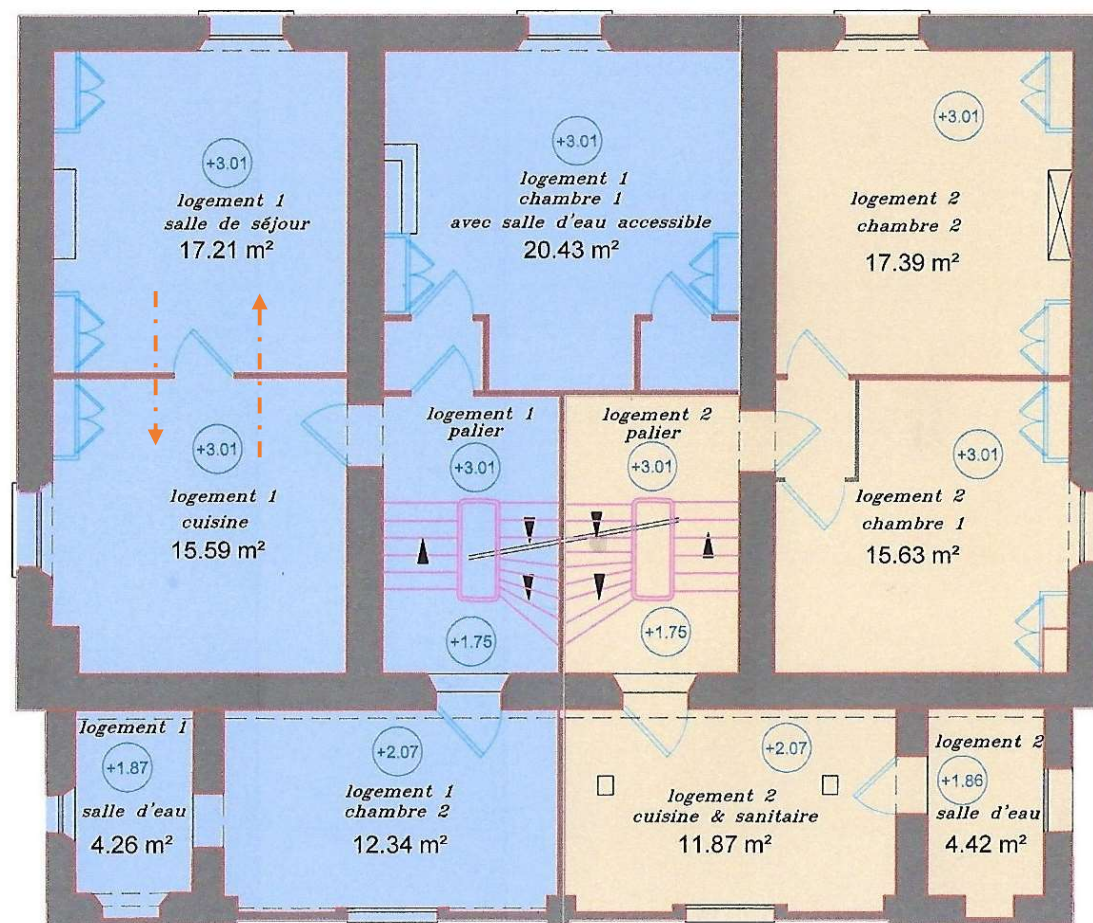 +3.01
logement 1
salle de séjour
17.21 m²
+3.01
logement 1
chambre 1
avec salle d'eau accessible
20.43 m²
+3.01
logement 2
chambre 2
17.39 m²
+3.01
logement 1
cuisine
15.59 m²
logement 1
palier
+3.01
+1.75
logement 2
palier
+3.01
+1.75
+3.01
logement 2
chambre 1
15.63 m²
logement 1
+1.87
salle d'eau
4.26 m²
+2.07
logement 1
chambre 2
12.34 m²
+2.07
logement 2
cuisine & sanitaire
11.87 m²
logement 2
+1.86
salle d'eau
4.42 m²